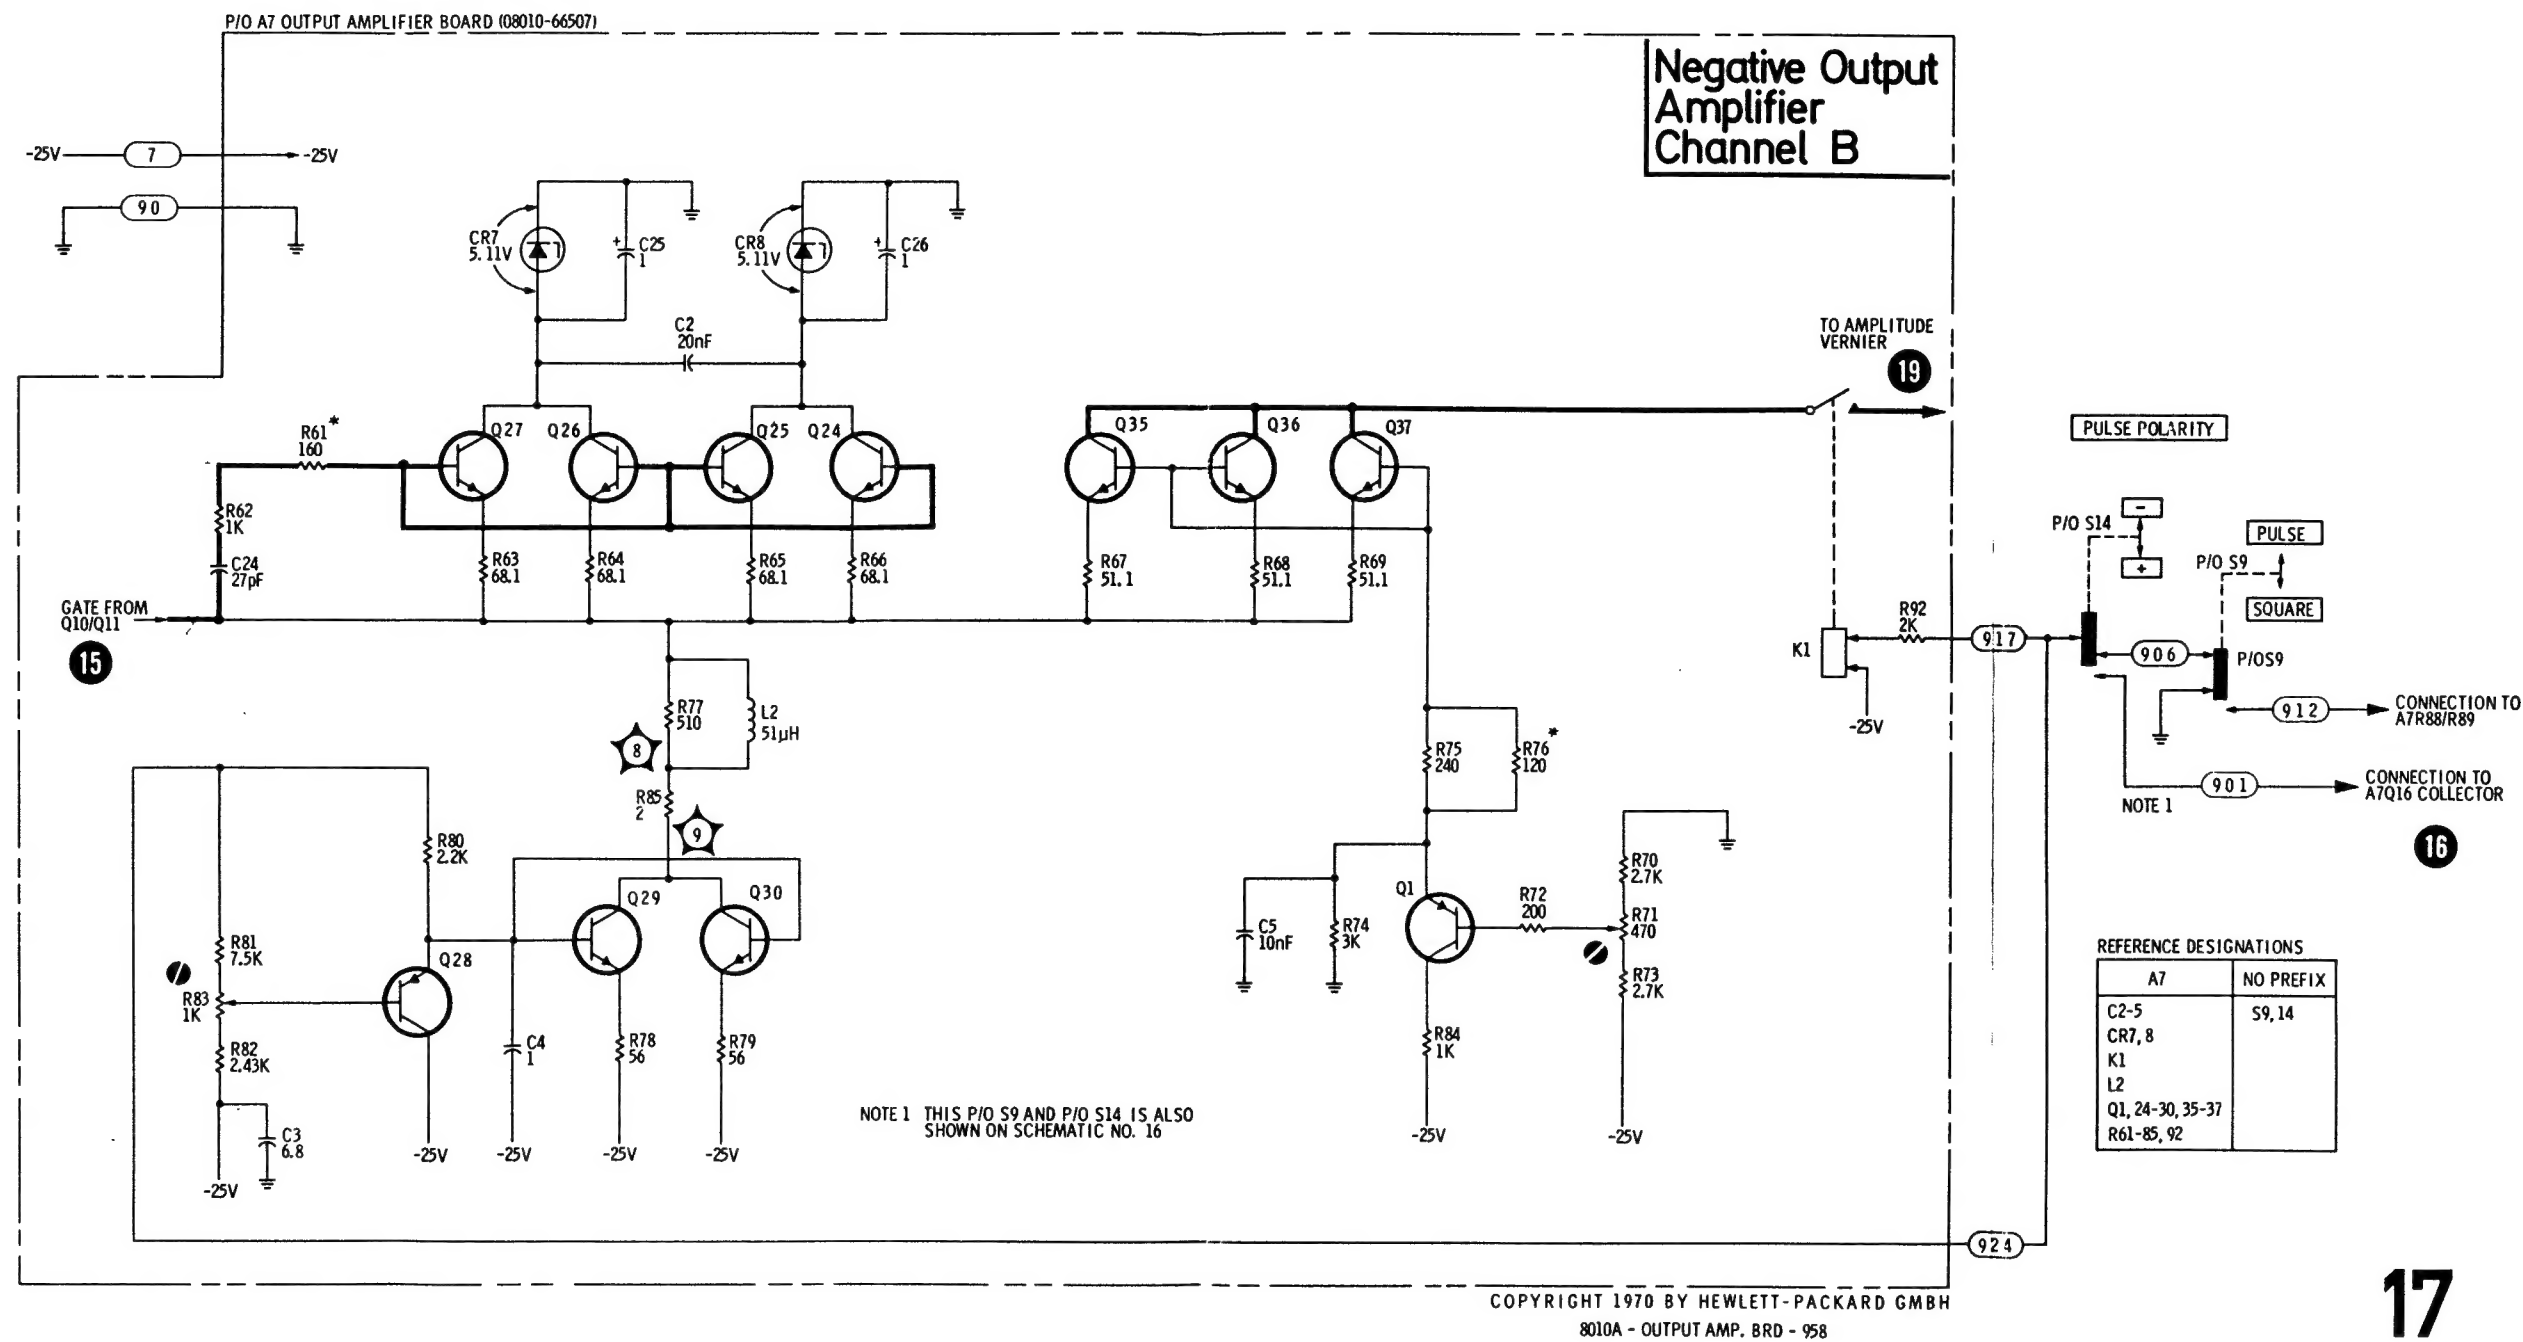 P/O A7 OUTPUT AMPLIFIER BOARD (08010-66507)
Negative Output
Amplifier
Channel B
-25V
7
-25V
90
CR7
5.11V
+
C25
1
CR8
5.11V
+
C26
1
C2
20nF
TO AMPLITUDE
VERNIER
19
R61*
160
Q27
Q26
Q25
Q24
Q35
Q36
Q37
PULSE POLARITY
R62
1K
C24
27pF
R63
68.1
R64
68.1
R65
68.1
R66
68.1
R67
51.1
R68
51.1
R69
51.1
P/O S14
-
+
PULSE
P/O S9
SQUARE
GATE FROM
Q10/Q11
15
R92
2K
917
K1
-25V
906
P/OS9
912
CONNECTION TO
A7R88/R89
901
CONNECTION TO
A7Q16 COLLECTOR
NOTE 1
16
R77
510
L2
51µH
8
R85
2
9
R75
240
R76*
120
R80
2.2K
Q29
Q30
R81
7.5K
Q28
R83
1K
R82
2.43K
C3
6.8
-25V
-25V
C4
1
-25V
R78
56
-25V
R79
56
-25V
Q1
R72
200
R70
2.7K
R71
470
R73
2.7K
C5
10nF
R74
3K
R84
1K
-25V
-25V
NOTE 1 THIS P/O S9 AND P/O S14 IS ALSO
SHOWN ON SCHEMATIC NO. 16
REFERENCE DESIGNATIONS
A7 NO PREFIX
C2-5 S9, 14
CR7, 8
K1
L2
Q1, 24-30, 35-37
R61-85, 92
924
COPYRIGHT 1970 BY HEWLETT-PACKARD GMBH
8010A - OUTPUT AMP. BRD - 958
17